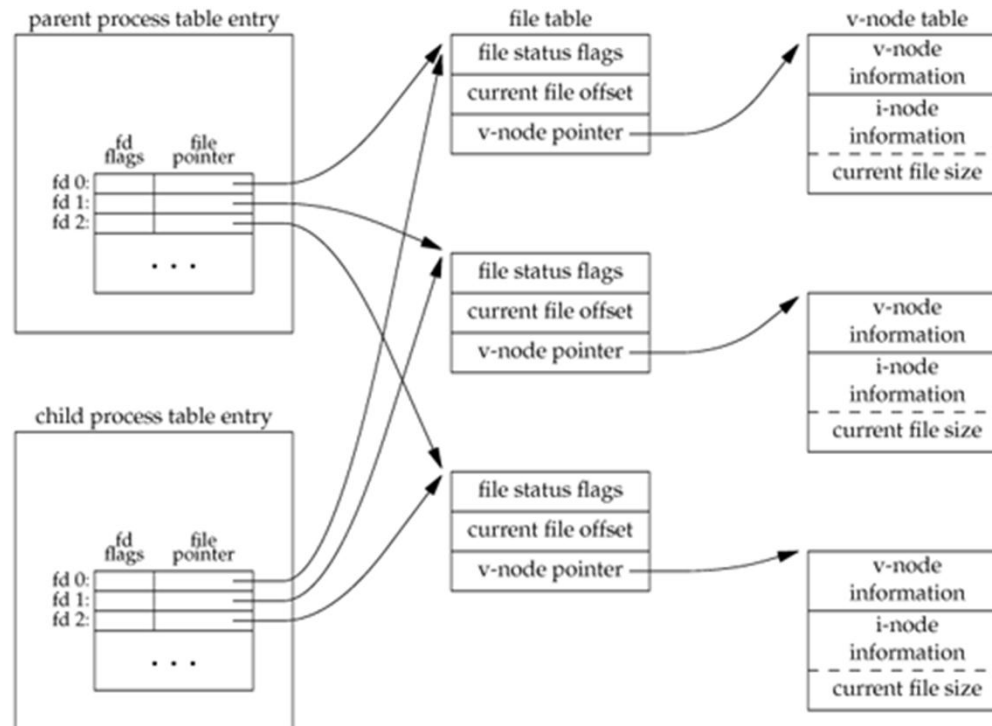 parent process table entry
fd
flags
file
pointer
fd 0:
fd 1:
fd 2:
. . .
child process table entry
fd
flags
file
pointer
fd 0:
fd 1:
fd 2:
. . .
file table
file status flags
current file offset
v-node pointer
file status flags
current file offset
v-node pointer
file status flags
current file offset
v-node pointer
v-node table
v-node
information
i-node
information
current file size
v-node
information
i-node
information
current file size
v-node
information
i-node
information
current file size